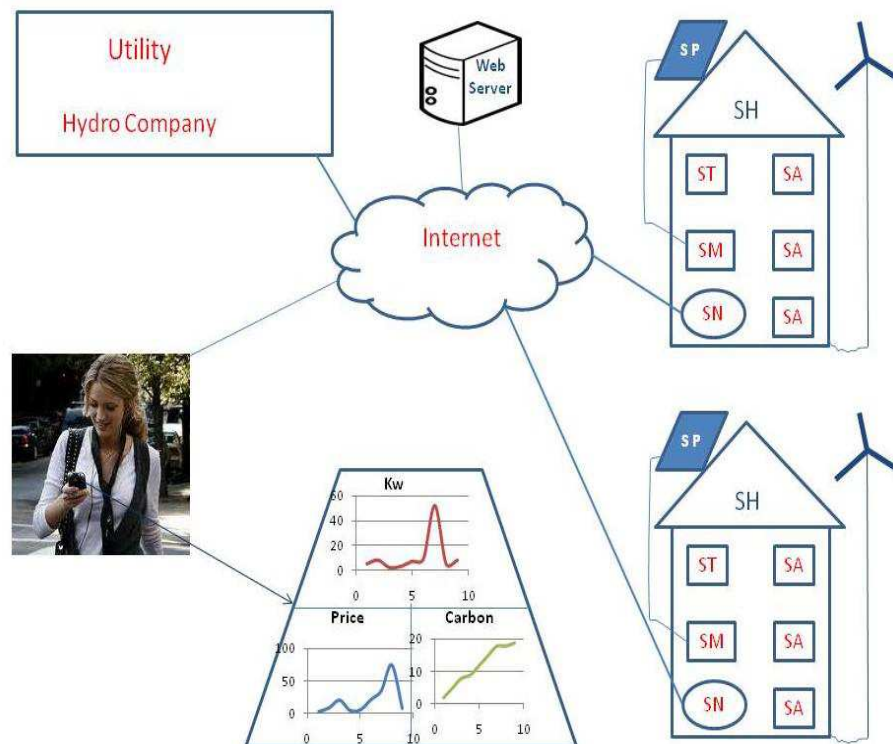 Utility
Hydro Company
Web
Server
Internet
SP
SH
ST SA
SM SA
SN SA
SP
SH
ST SA
SM SA
SN SA
Kw
60
40
20
0
0 5 10
Price
100
50
0
0 5 10
Carbon
20
10
0
0 5 10